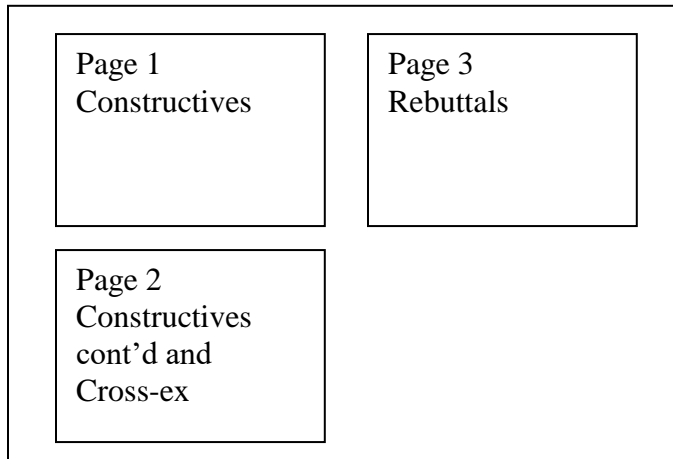 Page 1
Constructives
Page 3
Rebuttals
Page 2
Constructives
cont’d and
Cross-ex